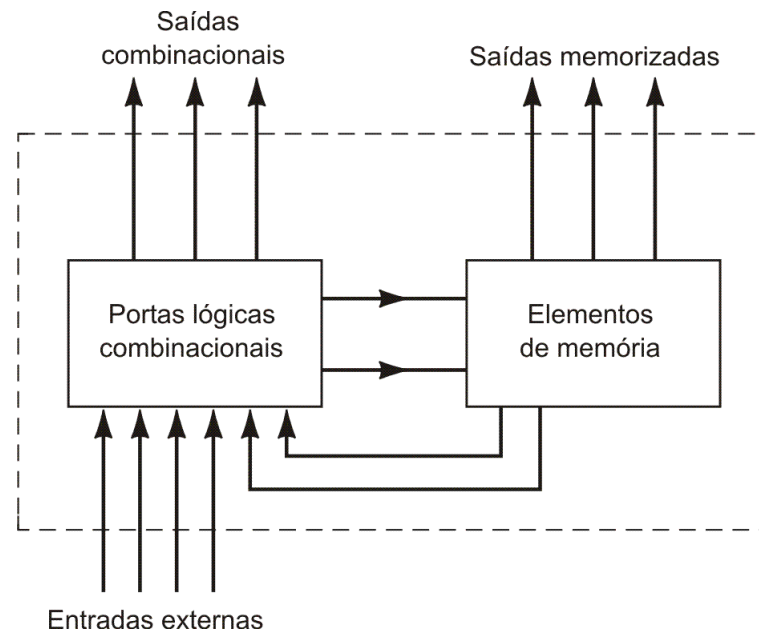 Saídas
combinacionais
Saídas memorizadas
Portas lógicas
combinacionais
Elementos
de memória
Entradas externas